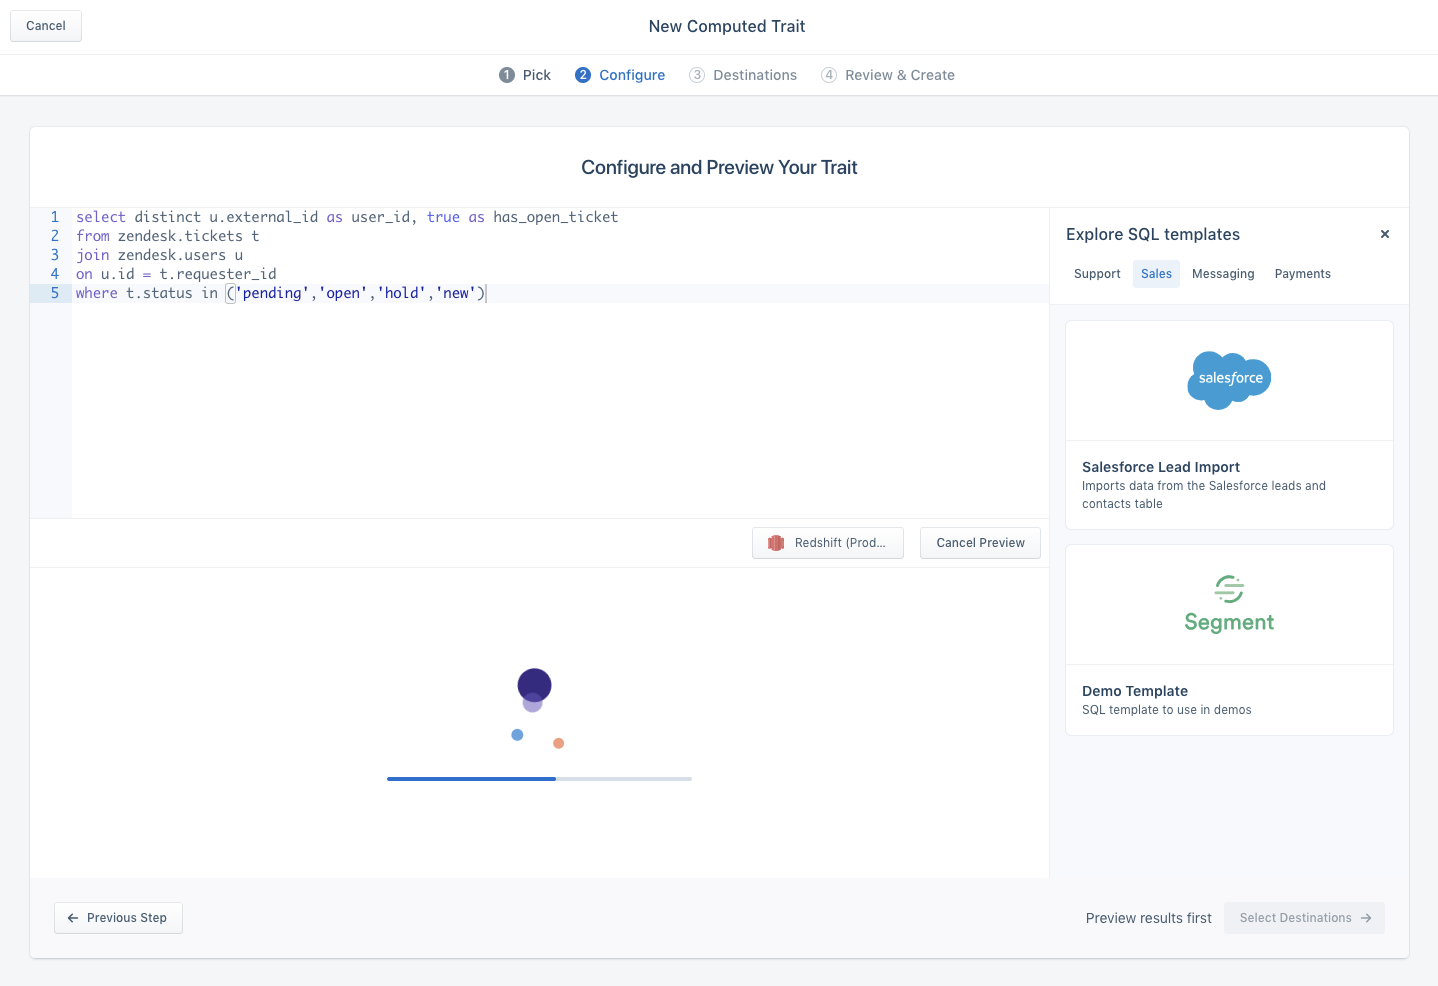 Cancel
New Computed Trait
1 Pick
2 Configure
3 Destinations
4 Review & Create
Configure and Preview Your Trait
1 select distinct u.external_id as user_id, true as has_open_ticket
2 from zendesk.tickets t
3 join zendesk.users u
4 on u.id = t.requester_id
5 where t.status in ('pending','open','hold','new')
Redshift (Prod...
Cancel Preview
Explore SQL templates
Support Sales Messaging Payments
salesforce
Salesforce Lead Import
Imports data from the Salesforce leads and
contacts table
Segment
Demo Template
SQL template to use in demos
Previous Step
Preview results first
Select Destinations